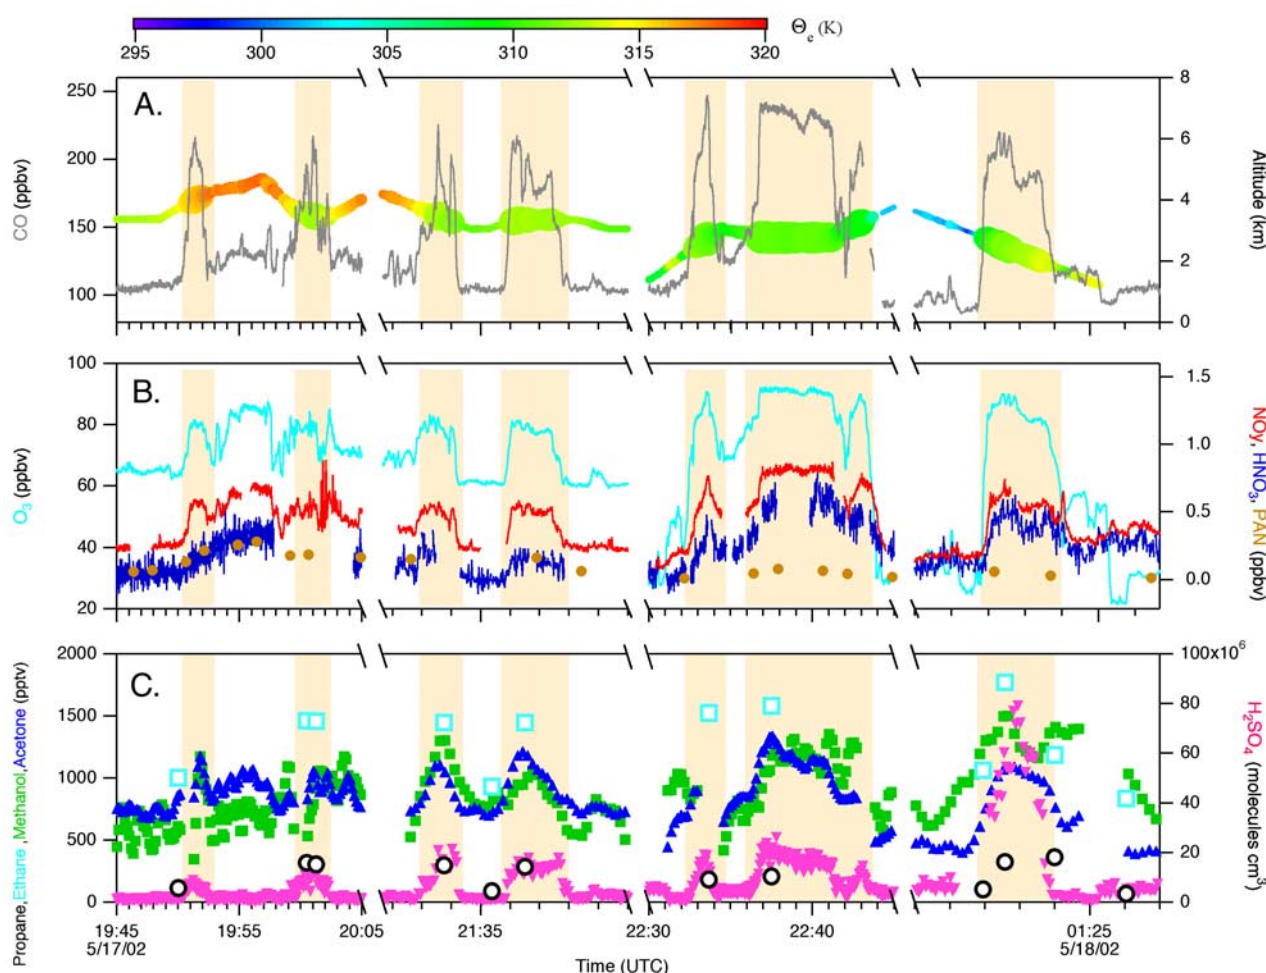 295 300 305 310 315 320
Θe (K)
A.
CO (ppbv)
250
200
150
100
8
6
4
2
0
Altitude (km)
B.
O3 (ppbv)
100
80
60
40
20
1.5
1.0
0.5
0.0
NOy, HNO3, PAN (ppbv)
C.
Propane, Ethane ,Methanol,Acetone (pptv)
2000
1500
1000
500
0
100x10^6
80
60
40
20
0
H2SO4 (molecules cm3)
19:45 19:55 20:05 21:35 22:30 22:40 01:25
5/17/02 5/18/02
Time (UTC)